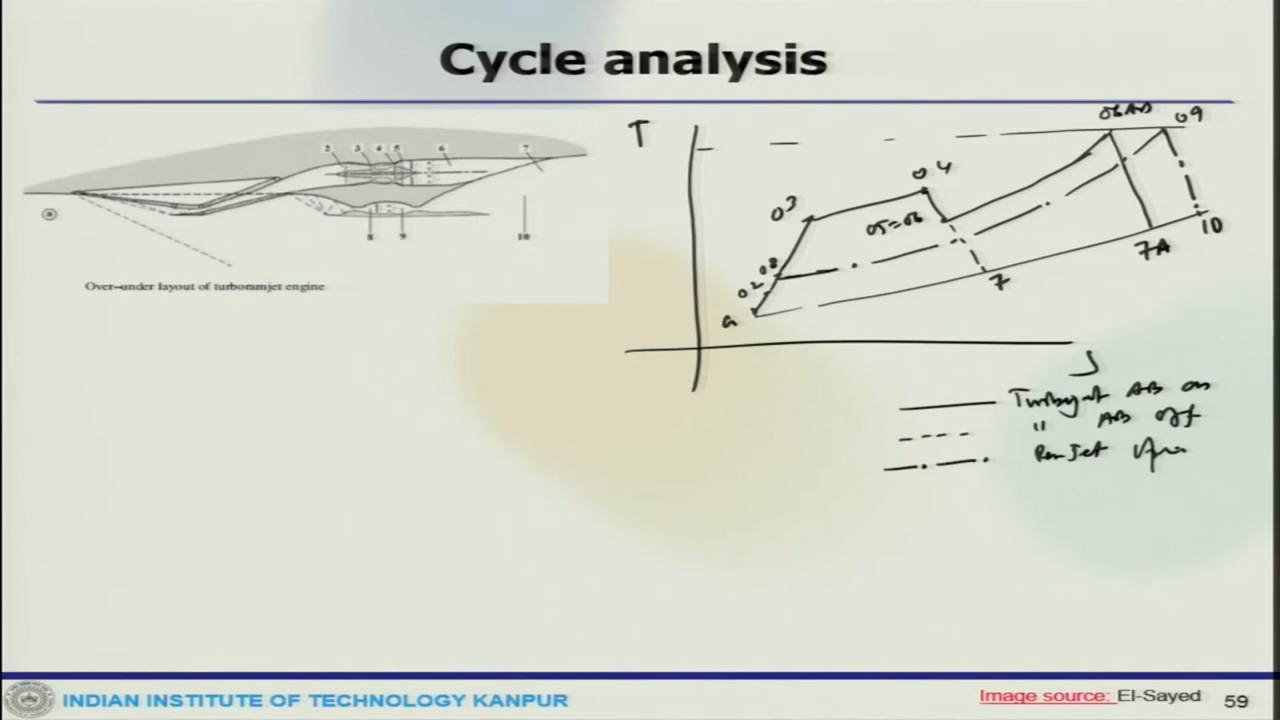 Cycle analysis
2 3 4 5 6 7
a
8 9 10
Over-under layout of turboramjet engine
T
06AB 09
04
03
05=06
08
02
a
7
7A
10
S
Turbojet AB on
" AB off
RamJet
INDIAN INSTITUTE OF TECHNOLOGY KANPUR
Image source: El-Sayed 59